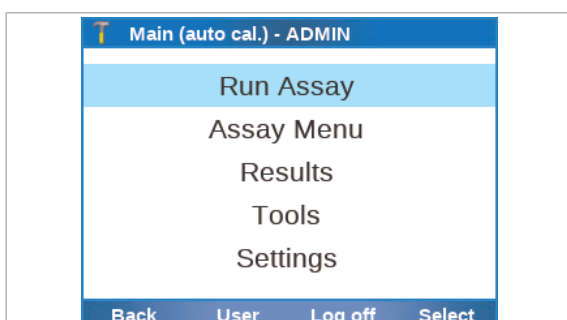 Main (auto cal.) - ADMIN
Run Assay
Assay Menu
Results
Tools
Settings
Back User Log off Select